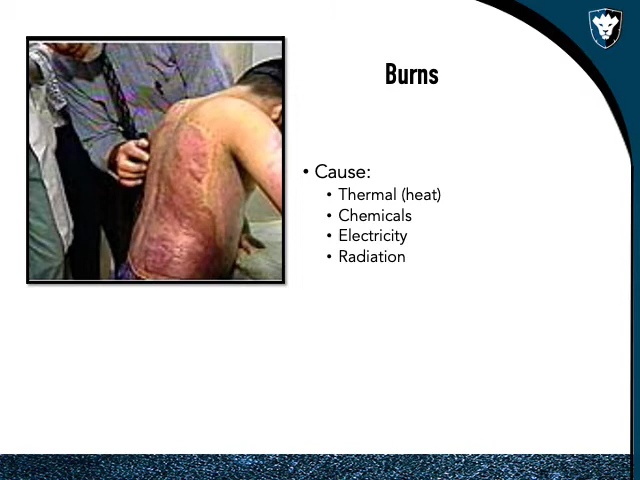 Burns
• Cause:
• Thermal (heat)
• Chemicals
• Electricity
• Radiation